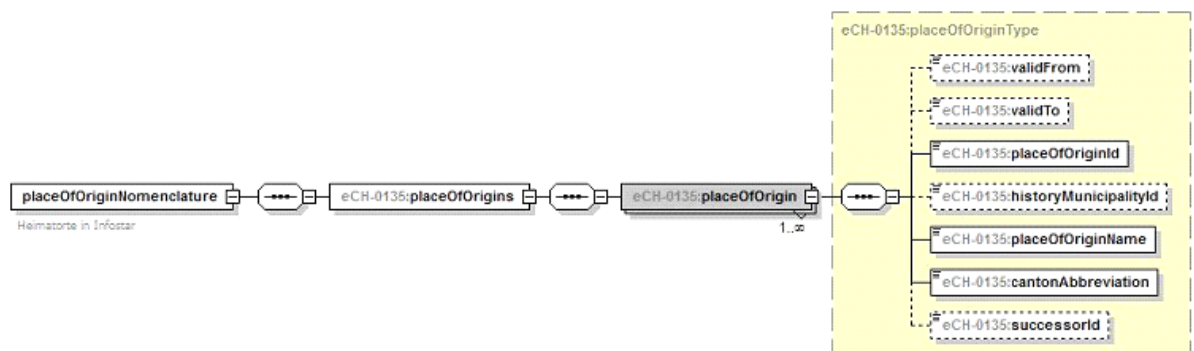 eCH-0135:placeOfOriginType
eCH-0135:validFrom
eCH-0135:validTo
eCH-0135:placeOfOriginId
placeOfOriginNomenclature
eCH-0135:placeOfOrigins
eCH-0135:placeOfOrigin
eCH-0135:historyMunicipalityId
Heimatorte in Infostar
1..∞
eCH-0135:placeOfOriginName
eCH-0135:cantonAbbreviation
eCH-0135:successorId